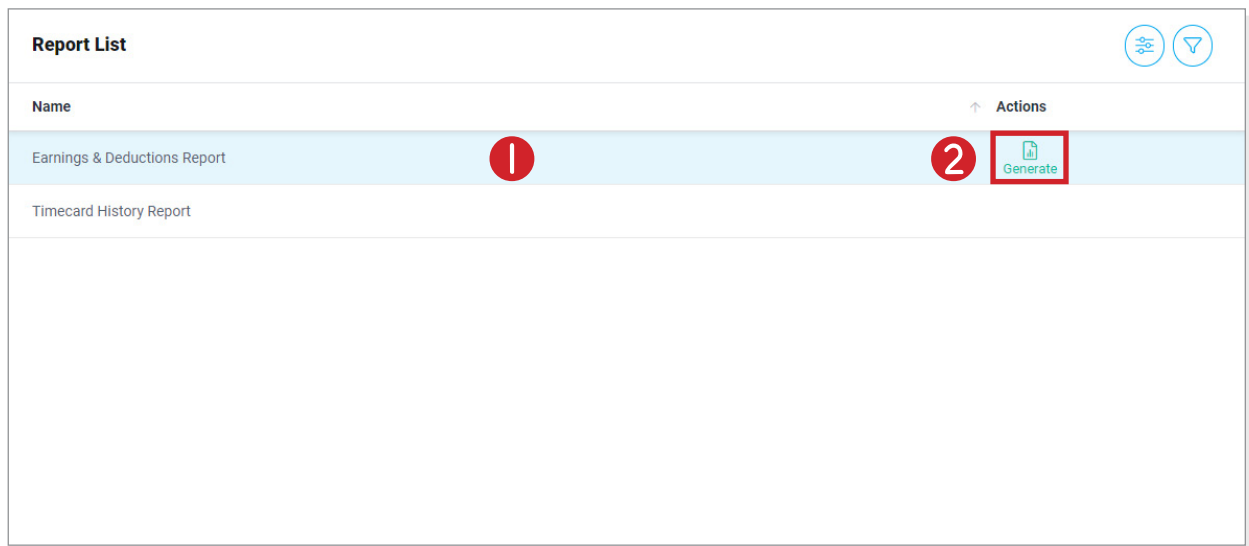 Report List
Name Actions
Earnings & Deductions Report 1 2 Generate
Timecard History Report